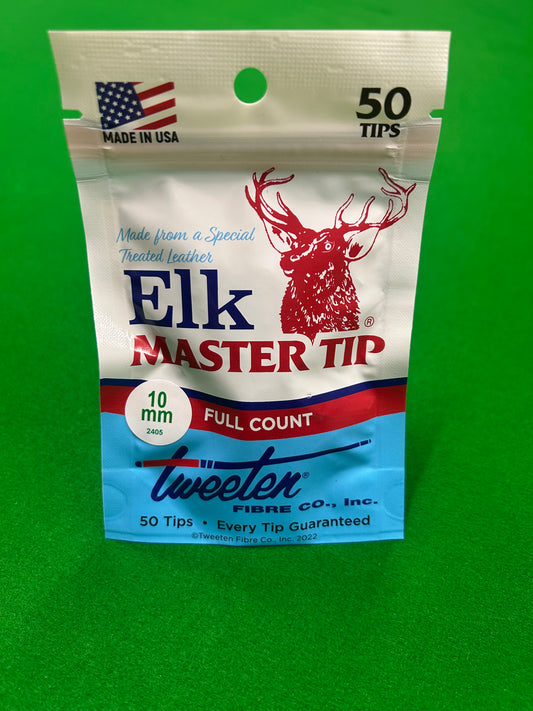 MADE IN USA
50
TIPS
Made from a Special
Treated Leather
Elk
®
MASTER TIP
10
mm
2405
FULL COUNT
tweeten®
FIBRE CO., Inc.
50 Tips • Every Tip Guaranteed
©Tweeten Fibre Co., Inc. 2022